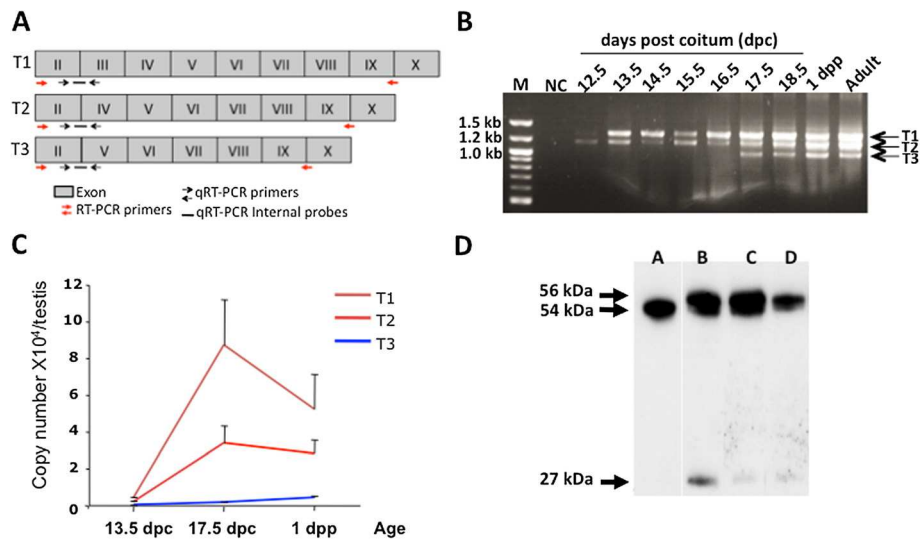 A
T1 II III IV V VI VII VIII IX X
T2 II IV V VI VII VIII IX X
T3 II V VI VII VIII IX X
Exon qRT-PCR primers
RT-PCR primers qRT-PCR Internal probes
B
days post coitum (dpc)
M NC 12.5 13.5 14.5 15.5 16.5 17.5 18.5 1 dpp Adult
1.5 kb
1.2 kb T1
T2
1.0 kb T3
C
Copy number X10⁴/testis
12
10
8
6
4
2
0
T1
T2
T3
13.5 dpc 17.5 dpc 1 dpp Age
D
A B C D
56 kDa
54 kDa
27 kDa